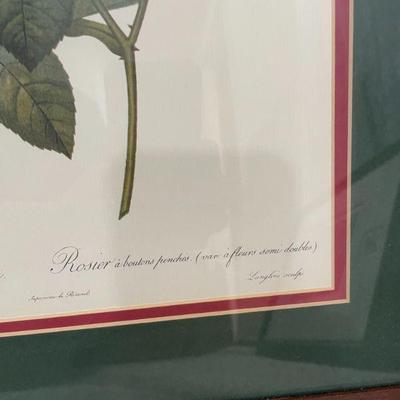 Rosier à boutons penchés. (var. à fleurs semi doubles)
Langlois sculp.
Imprimerie de Rémond